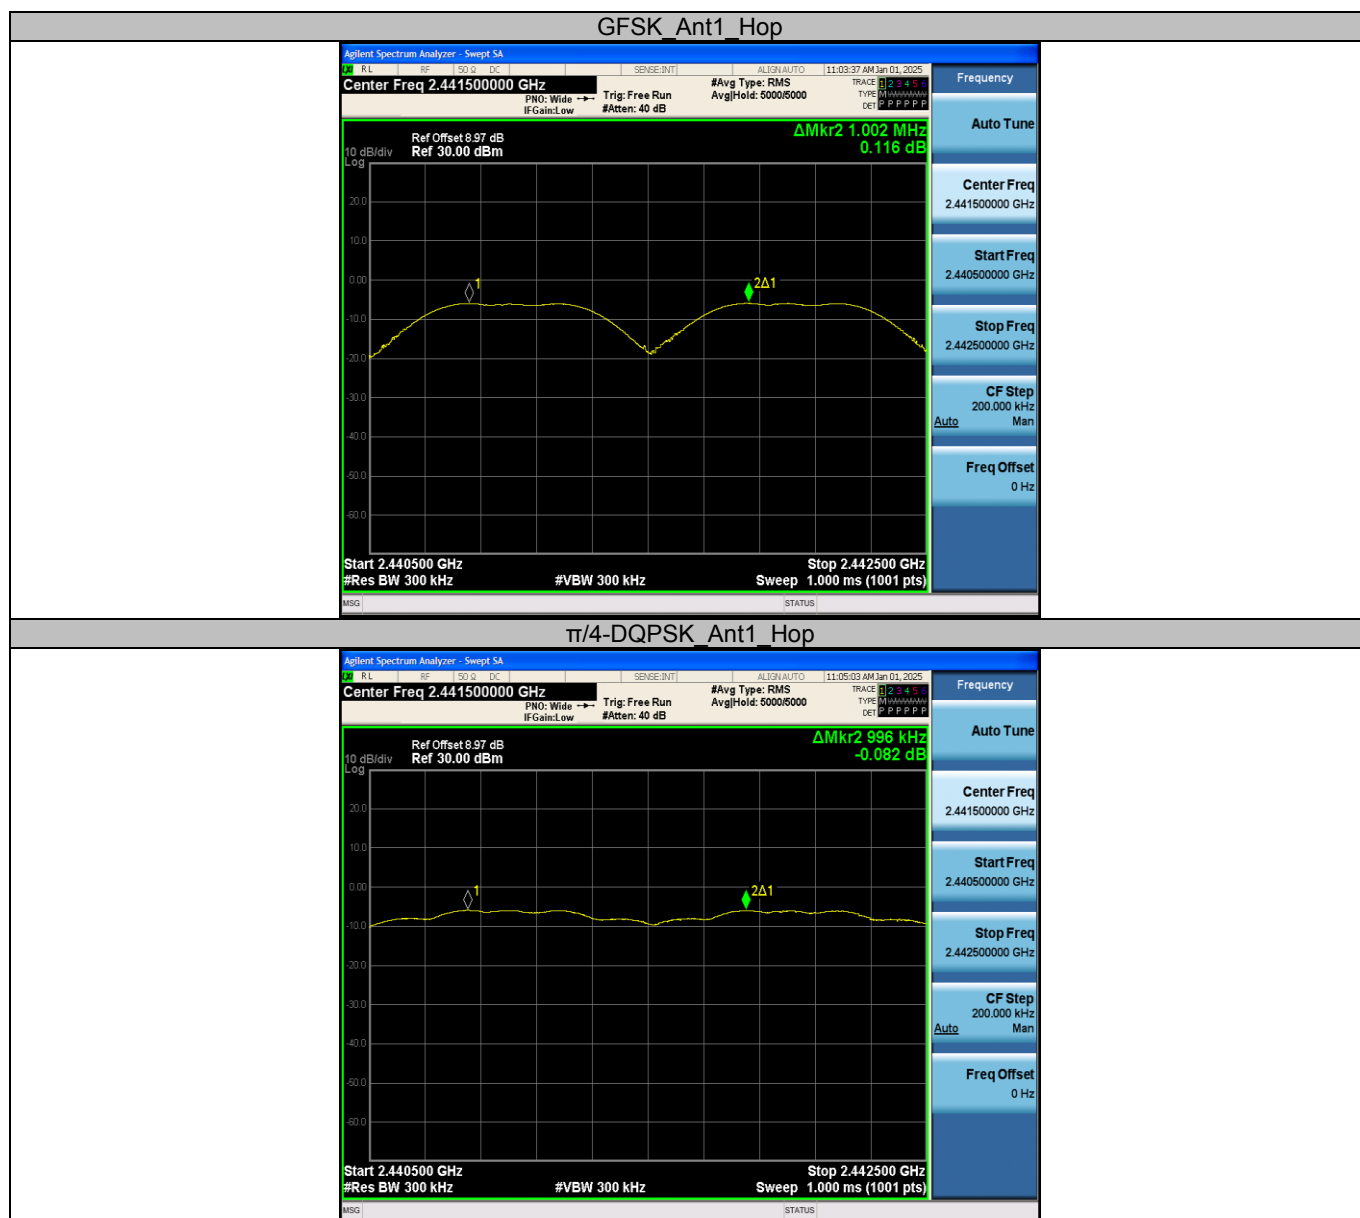 GFSK_Ant1_Hop
Agilent Spectrum Analyzer - Swept SA
RL RF 50 Ω DC SENSE:INT ALIGN AUTO 11:03:37 AM Jan 01, 2025
Center Freq 2.441500000 GHz
PNO: Wide
IFGain:Low
Trig: Free Run
#Atten: 40 dB
#Avg Type: RMS
Avg|Hold: 5000/5000
TRACE 1 2 3 4 5 6
TYPE M
DET P P P P P P
Ref Offset 8.97 dB
10 dB/div Ref 30.00 dBm
Log
ΔMkr2 1.002 MHz
0.116 dB
20.0
10.0
0.00
-10.0
-20.0
-30.0
-40.0
-50.0
-60.0
1
2Δ1
Start 2.440500 GHz Stop 2.442500 GHz
#Res BW 300 kHz #VBW 300 kHz Sweep 1.000 ms (1001 pts)
MSG STATUS
Frequency
Auto Tune
Center Freq
2.441500000 GHz
Start Freq
2.440500000 GHz
Stop Freq
2.442500000 GHz
CF Step
200.000 kHz
Auto Man
Freq Offset
0 Hz
π/4-DQPSK_Ant1_Hop
Agilent Spectrum Analyzer - Swept SA
RL RF 50 Ω DC SENSE:INT ALIGN AUTO 11:05:03 AM Jan 01, 2025
Center Freq 2.441500000 GHz
PNO: Wide
IFGain:Low
Trig: Free Run
#Atten: 40 dB
#Avg Type: RMS
Avg|Hold: 5000/5000
TRACE 1 2 3 4 5 6
TYPE M
DET P P P P P P
Ref Offset 8.97 dB
10 dB/div Ref 30.00 dBm
Log
ΔMkr2 996 kHz
-0.082 dB
20.0
10.0
0.00
-10.0
-20.0
-30.0
-40.0
-50.0
-60.0
1
2Δ1
Start 2.440500 GHz Stop 2.442500 GHz
#Res BW 300 kHz #VBW 300 kHz Sweep 1.000 ms (1001 pts)
MSG STATUS
Frequency
Auto Tune
Center Freq
2.441500000 GHz
Start Freq
2.440500000 GHz
Stop Freq
2.442500000 GHz
CF Step
200.000 kHz
Auto Man
Freq Offset
0 Hz